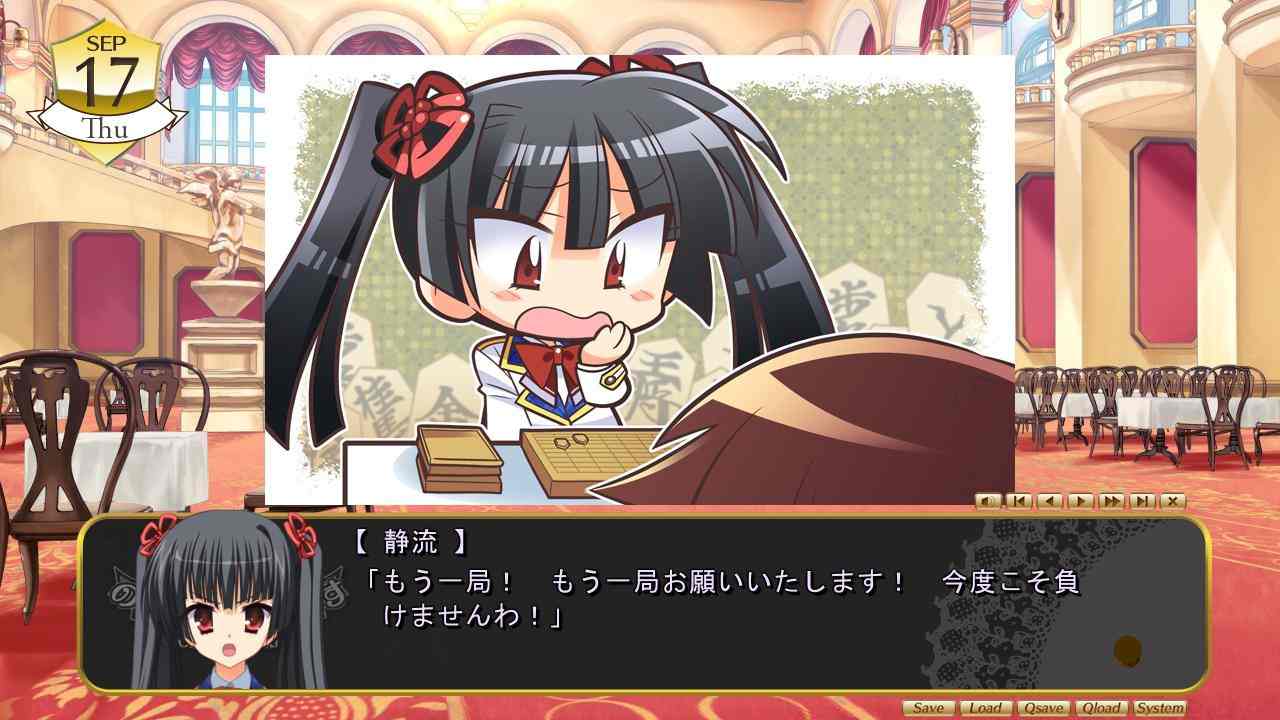 SEP
17
Thu
金
【 静流 】
「もう一局！　もう一局お願いいたします！　今度こそ負
けませんわ！」
Save Load Qsave Qload System